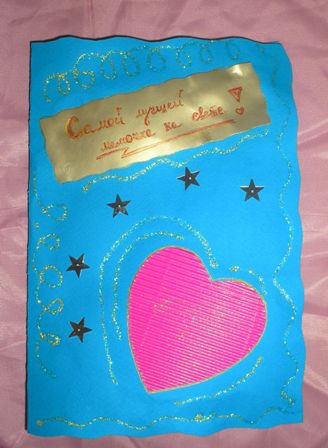 Самой лучшей
мамочке на свете!